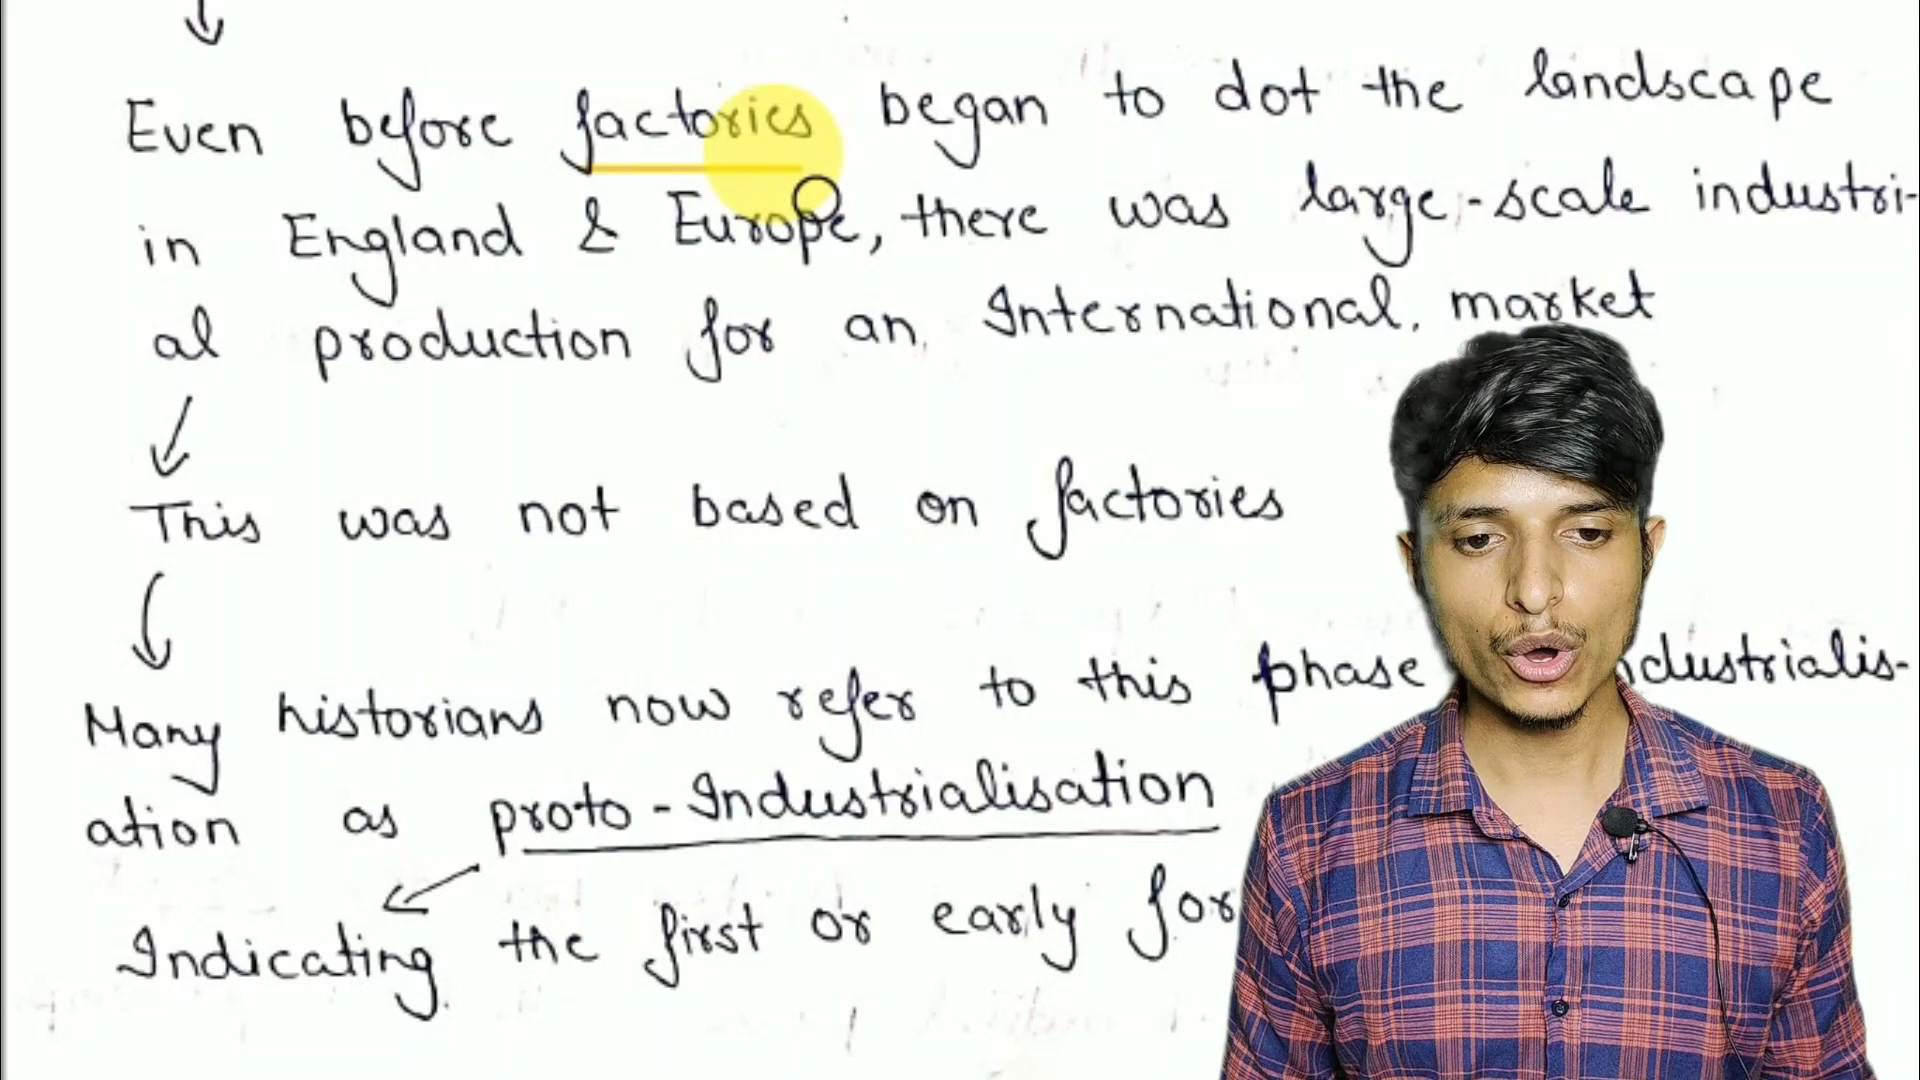 Even before factories began to dot the landscape
in England & Europe, there was large-scale industri-
al production for an International market
This was not based on factories
Many historians now refer to this phase ndustrialis-
ation as proto-Industrialisation
Indicating the first or early for